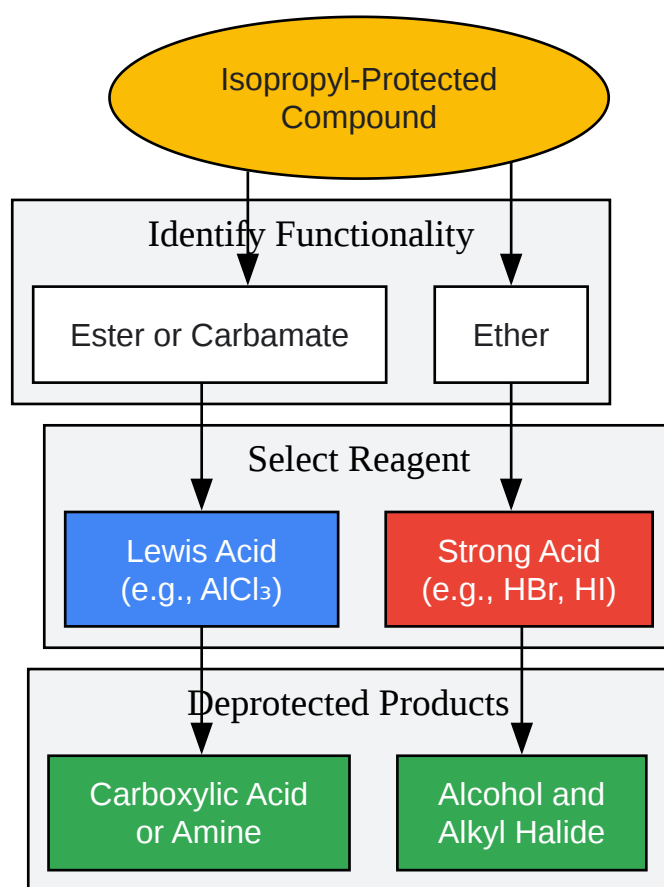 Isopropyl-Protected
Compound
Identify Functionality
Ester or Carbamate
Ether
Select Reagent
Lewis Acid
(e.g., AlCl₃)
Strong Acid
(e.g., HBr, HI)
Deprotected Products
Carboxylic Acid
or Amine
Alcohol and
Alkyl Halide